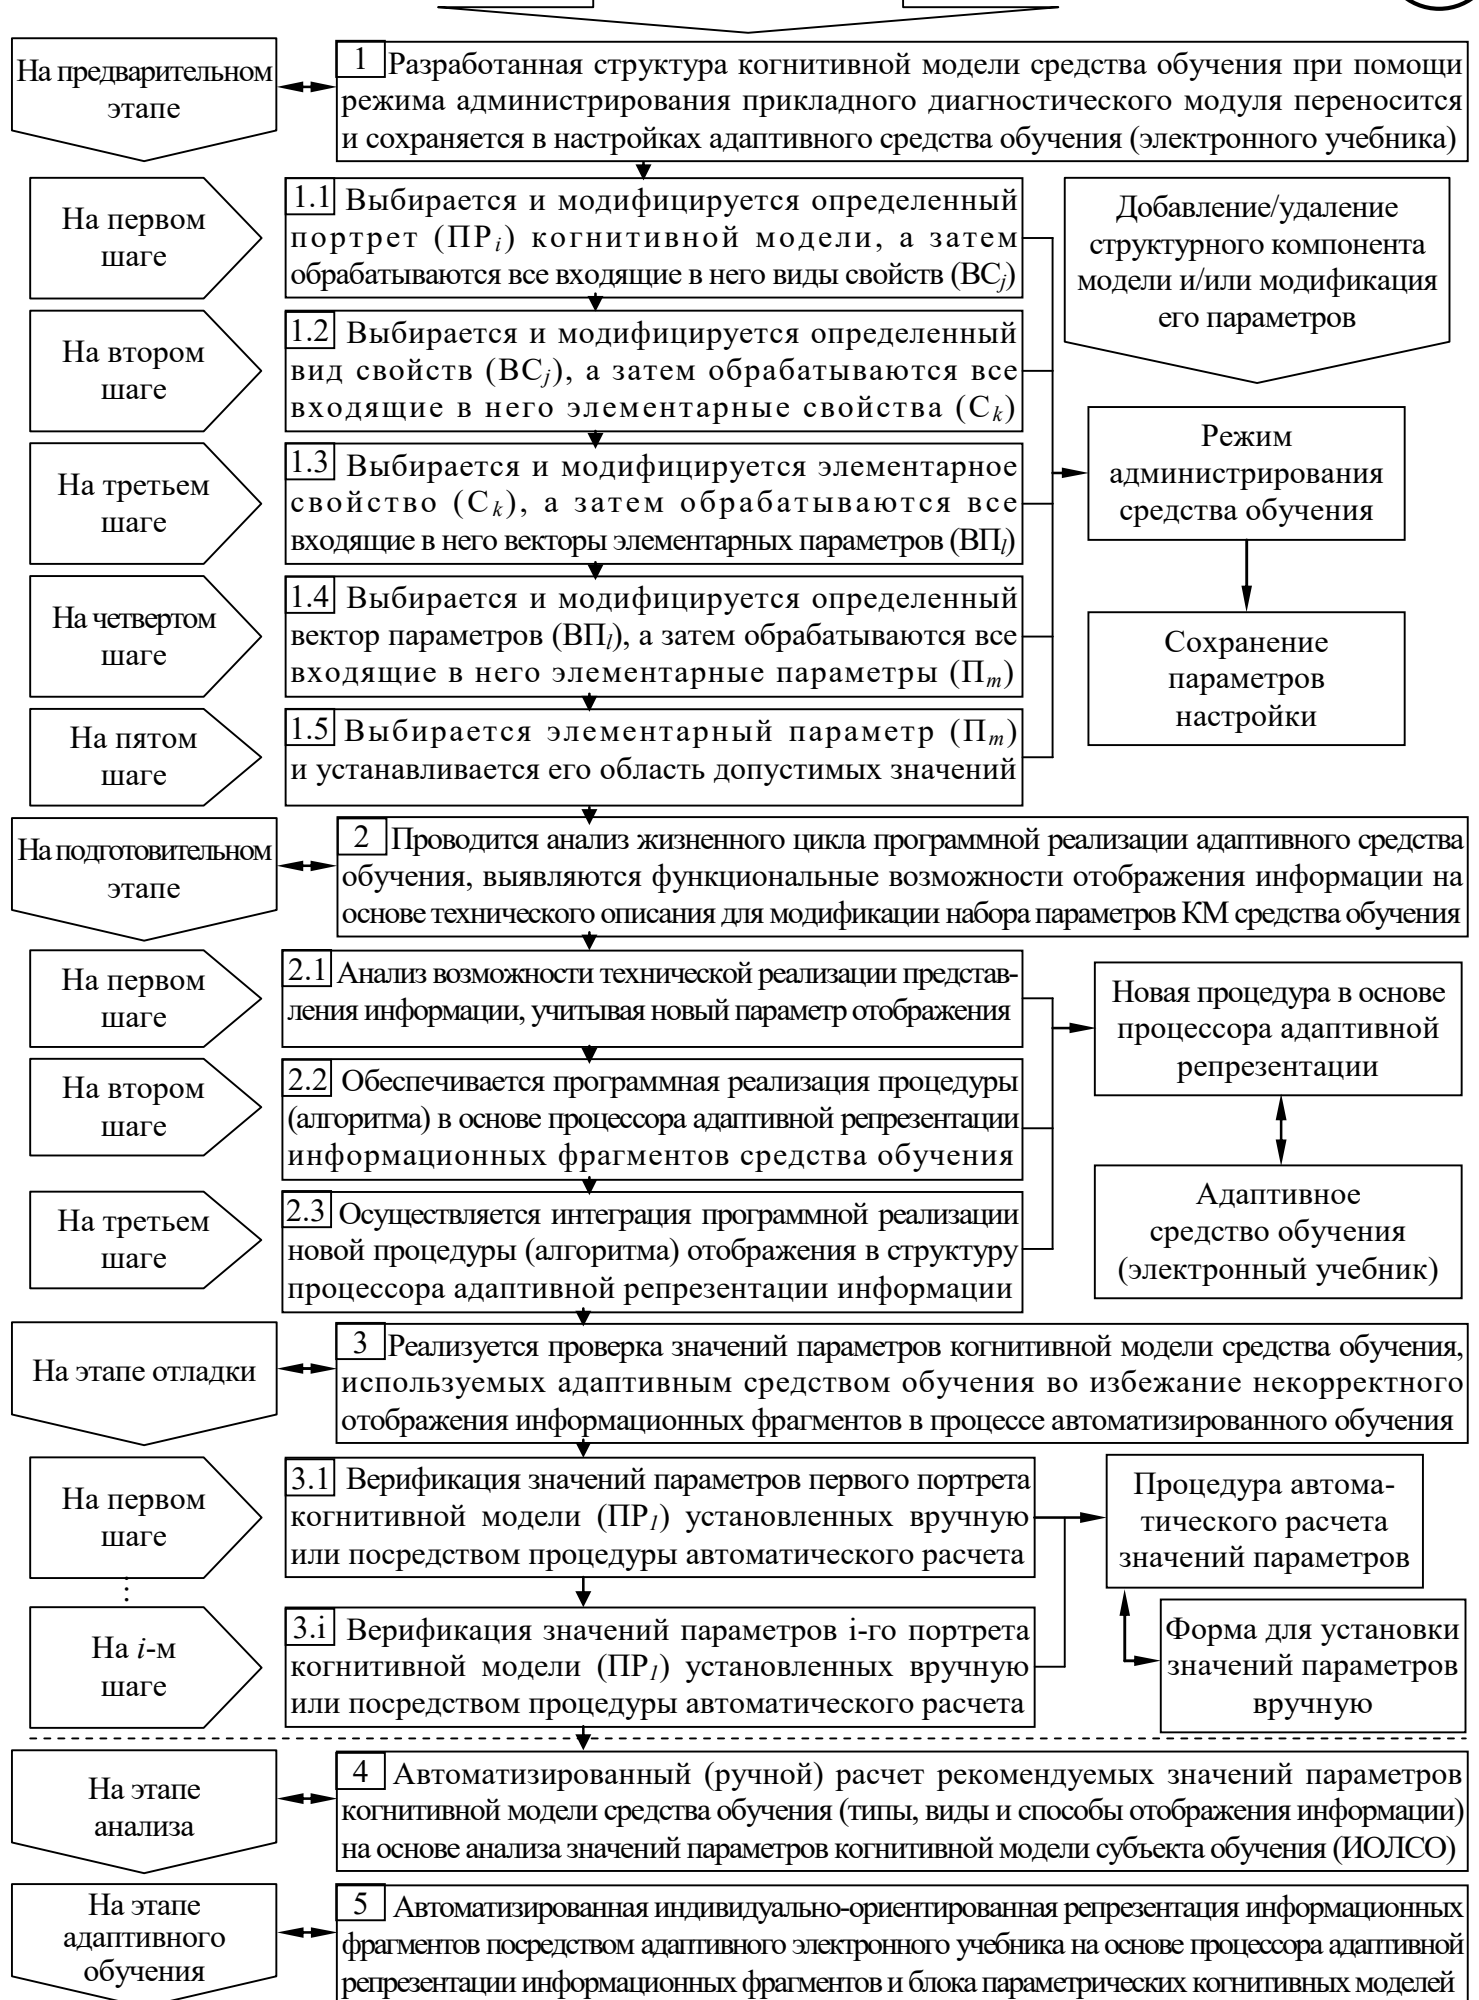 На предварительном
этапе
1 Разработанная структура когнитивной модели средства обучения при помощи
режима администрирования прикладного диагностического модуля переносится
и сохраняется в настройках адаптивного средства обучения (электронного учебника)
На первом
шаге
1.1 Выбирается и модифицируется определенный
портрет (ПРi) когнитивной модели, а затем
обрабатываются все входящие в него виды свойств (ВСj)
Добавление/удаление
структурного компонента
модели и/или модификация
его параметров
На втором
шаге
1.2 Выбирается и модифицируется определенный
вид свойств (ВСj), а затем обрабатываются все
входящие в него элементарные свойства (Сk)
Режим
администрирования
средства обучения
На третьем
шаге
1.3 Выбирается и модифицируется элементарное
свойство (Сk), а затем обрабатываются все
входящие в него векторы элементарных параметров (ВПl)
На четвертом
шаге
1.4 Выбирается и модифицируется определенный
вектор параметров (ВПl), а затем обрабатываются все
входящие в него элементарные параметры (Пm)
Сохранение
параметров
настройки
На пятом
шаге
1.5 Выбирается элементарный параметр (Пm)
и устанавливается его область допустимых значений
На подготовительном
этапе
2 Проводится анализ жизненного цикла программной реализации адаптивного средства
обучения, выявляются функциональные возможности отображения информации на
основе технического описания для модификации набора параметров КМ средства обучения
На первом
шаге
2.1 Анализ возможности технической реализации представ-
ления информации, учитывая новый параметр отображения
Новая процедура в основе
процессора адаптивной
репрезентации
На втором
шаге
2.2 Обеспечивается программная реализация процедуры
(алгоритма) в основе процессора адаптивной репрезентации
информационных фрагментов средства обучения
На третьем
шаге
2.3 Осуществляется интеграция программной реализации
новой процедуры (алгоритма) отображения в структуру
процессора адаптивной репрезентации информации
Адаптивное
средство обучения
(электронный учебник)
На этапе отладки
3 Реализуется проверка значений параметров когнитивной модели средства обучения,
используемых адаптивным средством обучения во избежание некорректного
отображения информационных фрагментов в процессе автоматизированного обучения
На первом
шаге
3.1 Верификация значений параметров первого портрета
когнитивной модели (ПР1) установленных вручную
или посредством процедуры автоматического расчета
Процедура автома-
тического расчета
значений параметров
...
На i-м
шаге
3.i Верификация значений параметров i-го портрета
когнитивной модели (ПР1) установленных вручную
или посредством процедуры автоматического расчета
Форма для установки
значений параметров
вручную
На этапе
анализа
4 Автоматизированный (ручной) расчет рекомендуемых значений параметров
когнитивной модели средства обучения (типы, виды и способы отображения информации)
на основе анализа значений параметров когнитивной модели субъекта обучения (ИОЛСО)
На этапе
адаптивного
обучения
5 Автоматизированная индивидуально-ориентированная репрезентация информационных
фрагментов посредством адаптивного электронного учебника на основе процессора адаптивной
репрезентации информационных фрагментов и блока параметрических когнитивных моделей